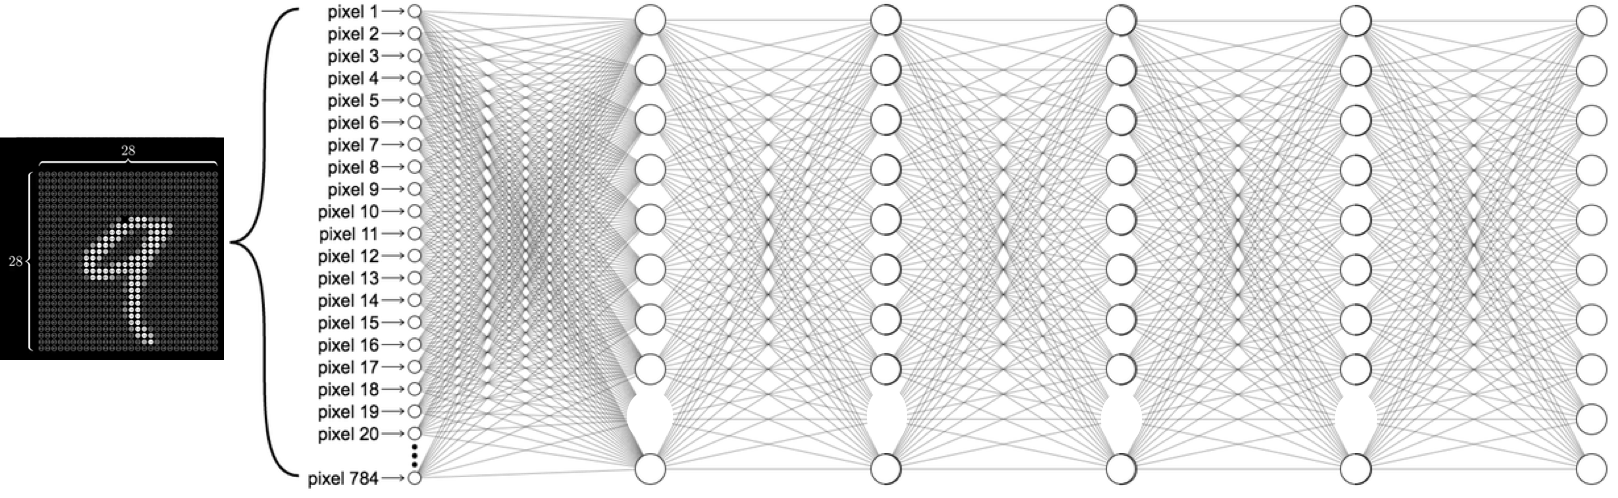 28
28
pixel 1
pixel 2
pixel 3
pixel 4
pixel 5
pixel 6
pixel 7
pixel 8
pixel 9
pixel 10
pixel 11
pixel 12
pixel 13
pixel 14
pixel 15
pixel 16
pixel 17
pixel 18
pixel 19
pixel 20
pixel 784